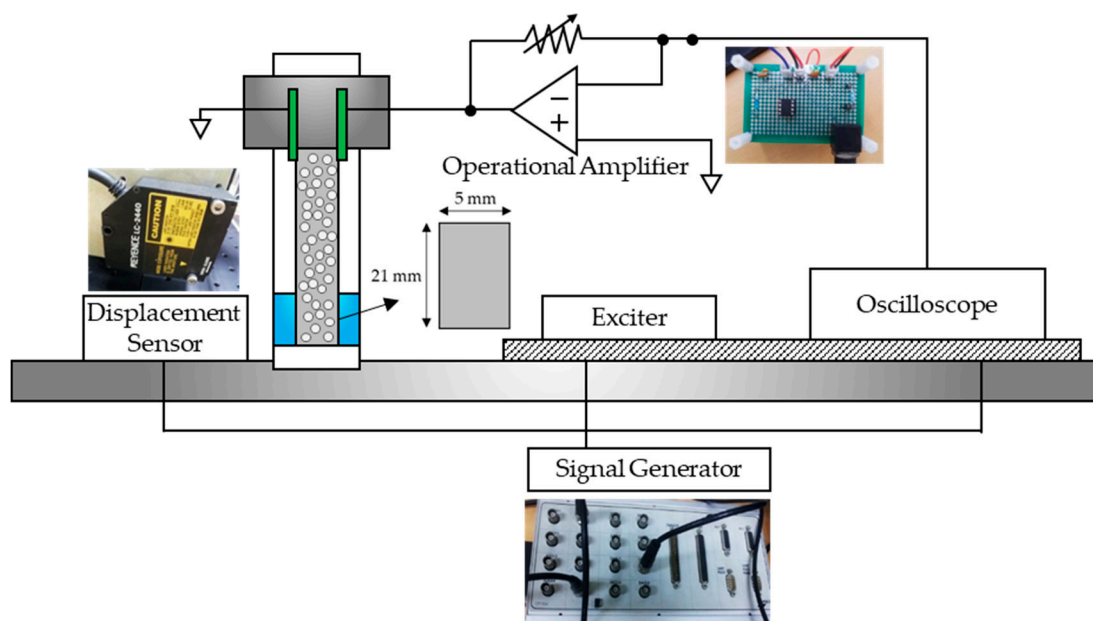 Operational Amplifier
5 mm
21 mm
KEYENCE LC-2440
CAUTION
Displacement
Sensor
Exciter
Oscilloscope
Signal Generator